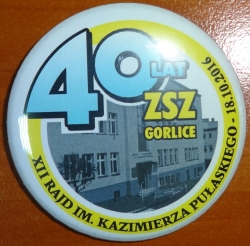 40 LAT
ZSZ
GORLICE
XII RAJD IM. KAZIMIERZA PUŁASKIEGO - 18.10.2016